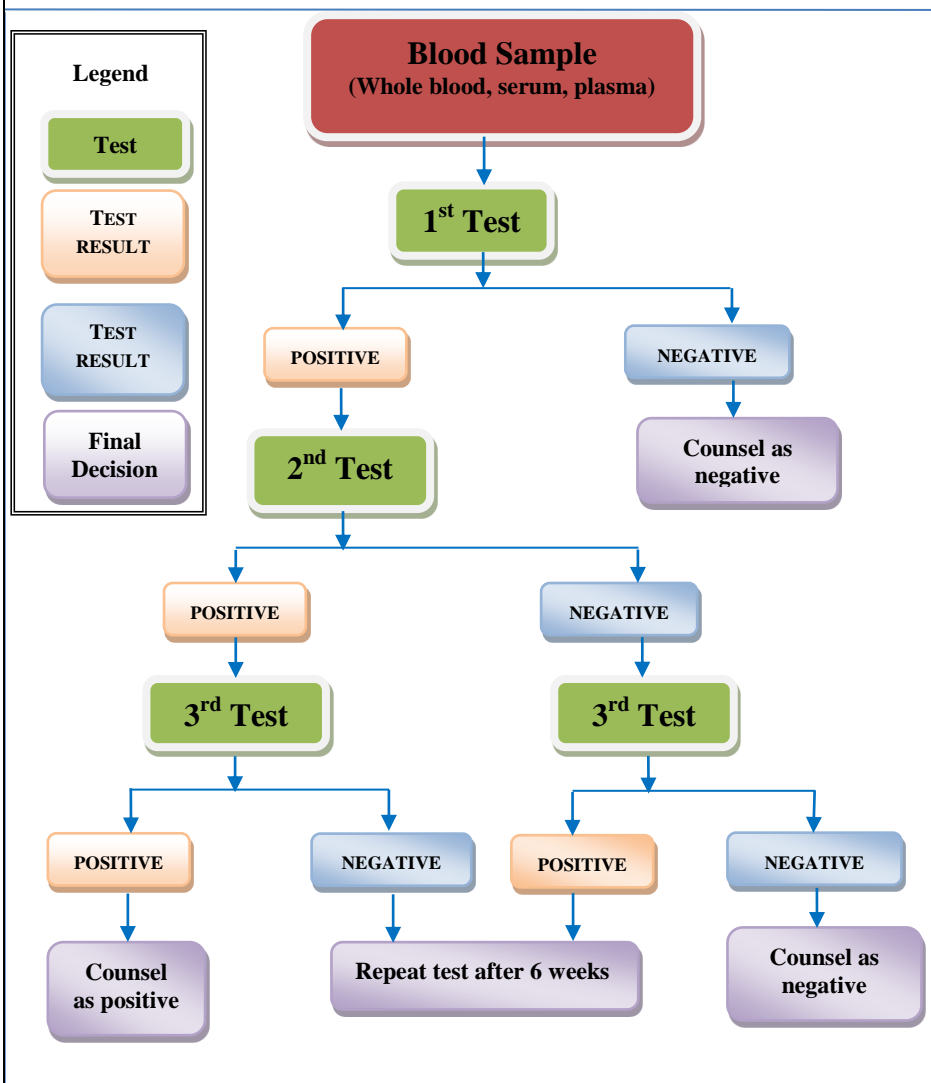 Legend
Test
TEST
RESULT
TEST
RESULT
Final
Decision
Blood Sample
(Whole blood, serum, plasma)
1st Test
POSITIVE
NEGATIVE
2nd Test
Counsel as
negative
POSITIVE
NEGATIVE
3rd Test
3rd Test
POSITIVE
NEGATIVE
POSITIVE
NEGATIVE
Counsel
as positive
Repeat test after 6 weeks
Counsel as
negative